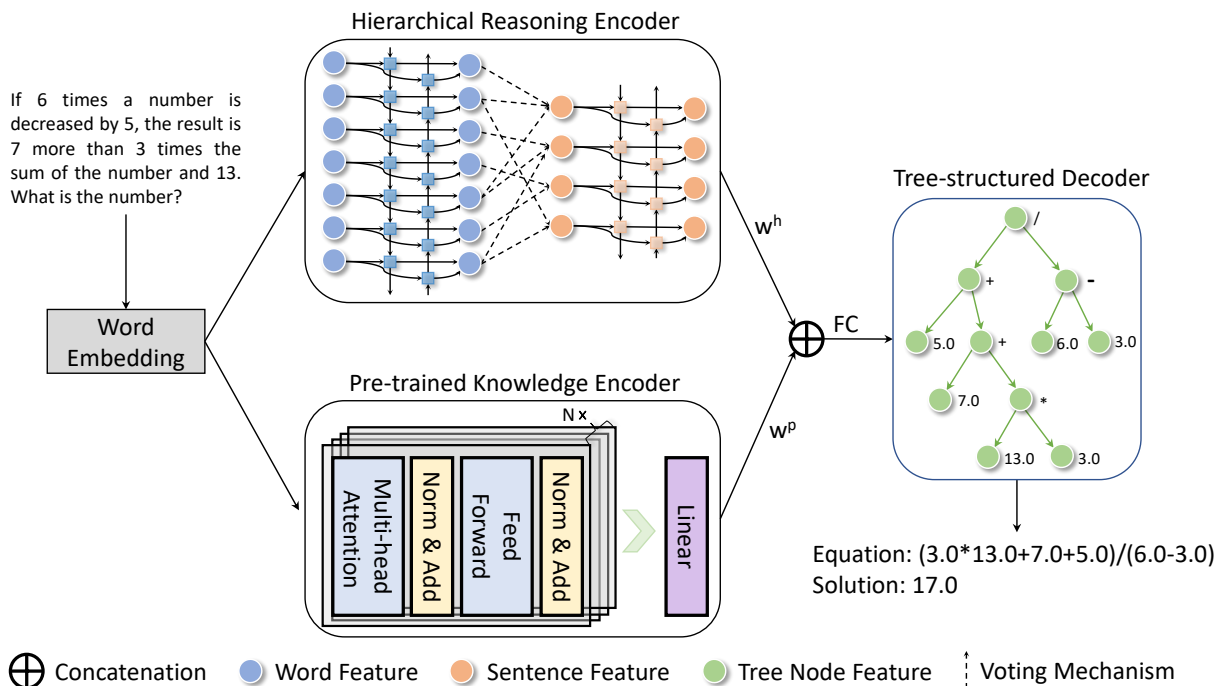 Hierarchical Reasoning Encoder
If 6 times a number is
decreased by 5, the result is
7 more than 3 times the
sum of the number and 13.
What is the number?
Word
Embedding
w^h
Pre-trained Knowledge Encoder
N ×
Multi-head
Attention
Norm & Add
Feed
Forward
Norm & Add
Linear
w^p
FC
Tree-structured Decoder
/
+
-
5.0
+
6.0
3.0
7.0
*
13.0
3.0
Equation: (3.0*13.0+7.0+5.0)/(6.0-3.0)
Solution: 17.0
Concatenation
Word Feature
Sentence Feature
Tree Node Feature
Voting Mechanism